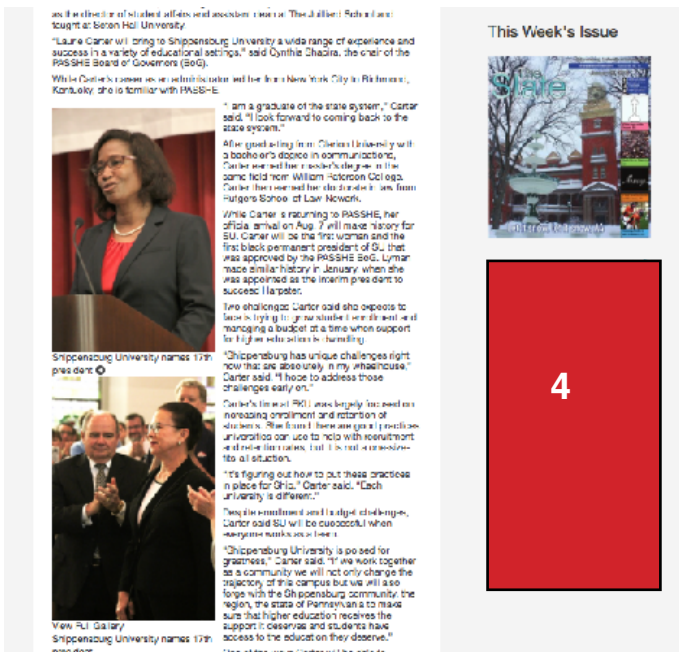 as the director of student affairs and assistant dean at The Juilliard School and
taught at Seton Hall University.
"Laurie Carter will bring to Shippensburg University a wide range of experience and
success in a variety of educational settings," said Cynthia Shapira, the chair of the
PASSHE Board of Governors (BoG).
While Carter's career as an administrator led her from New York City to Richmond,
Kentucky, she is familiar with PASSHE.
"I am a graduate of the state system," Carter
said. "I look forward to coming back to the
state system."
After graduating from Clarion University with
a bachelor's degree in communications,
Carter earned her master's degree in the
same field from William Paterson College.
Carter then earned her doctorate in law from
Rutgers School of Law-Newark.
While Carter is returning to PASSHE, her
official arrival on Aug. 7 will make history for
SU. Carter will be the first woman and the
first black permanent president of SU that
was approved by the PASSHE BoG. Lyman
made similar history in January, when she
was appointed as the interim president to
succeed Harpster.
Two challenges Carter said she expects to
face is trying to grow student enrollment and
managing a budget at a time when support
for higher education is dwindling.
"Shippensburg has unique challenges right
now that are absolutely in my wheelhouse,"
Carter said. "I hope to address those
challenges early on."
Carter's time at EKU was largely focused on
increasing enrollment and retention of
students. She found there are good practices
universities can use to help with recruitment
and retention rates, but it is not a one-size-
fits-all situation.
"It's figuring out how to put these practices
in place for Ship," Carter said. "Each
university is different."
Despite enrollment and budget challenges,
Carter said SU will be successful when
everyone works as a team.
"Shippensburg University is poised for
greatness," Carter said. "If we work together
as a community we will not only change the
trajectory of this campus but we will also
forge with the Shippensburg community, the
region, the state of Pennsylvania to make
sure that higher education receives the
support it deserves and students have
access to the education they deserve."
Shippensburg University names 17th
president
View Full Gallery
Shippensburg University names 17th
president
This Week's Issue
The
Slate
4